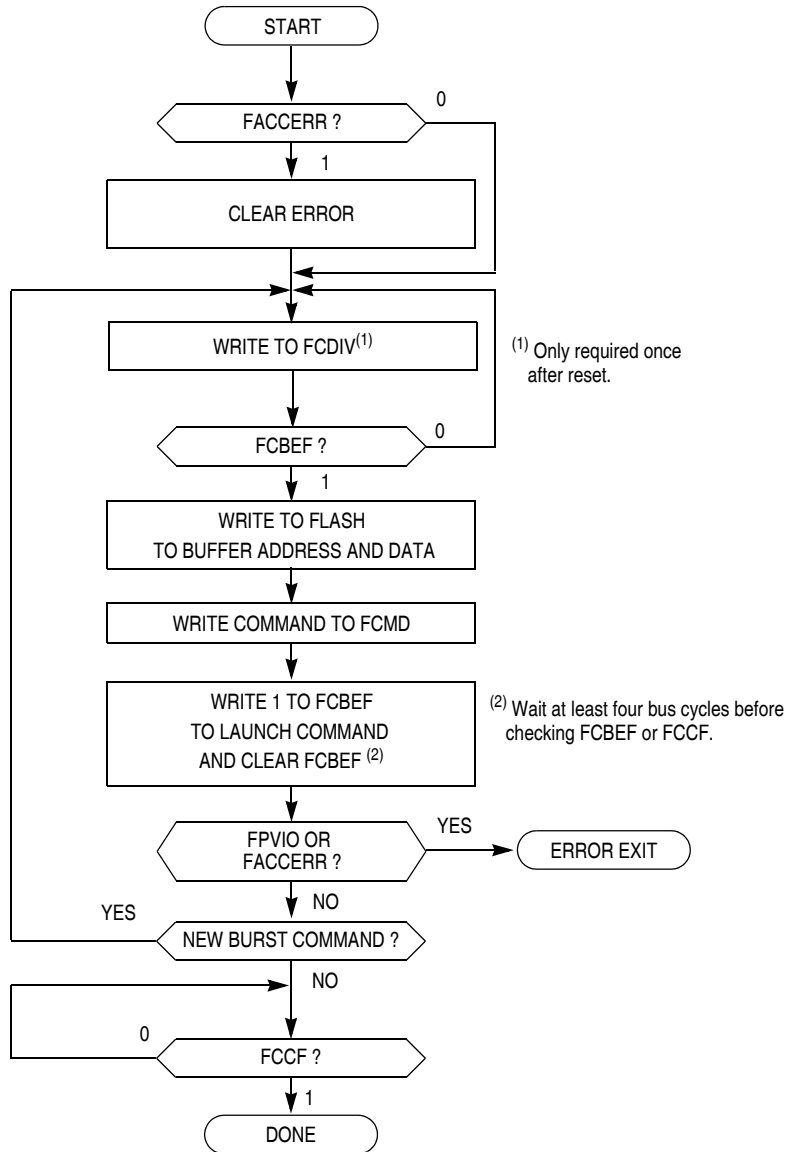 START
FACCERR ?
0
1
CLEAR ERROR
WRITE TO FCDIV(1)
(1) Only required once
after reset.
FCBEF ?
0
1
WRITE TO FLASH
TO BUFFER ADDRESS AND DATA
WRITE COMMAND TO FCMD
WRITE 1 TO FCBEF
TO LAUNCH COMMAND
AND CLEAR FCBEF (2)
(2) Wait at least four bus cycles before
checking FCBEF or FCCF.
FPVIO OR
FACCERR ?
YES
ERROR EXIT
NO
YES
NEW BURST COMMAND ?
NO
0
FCCF ?
1
DONE